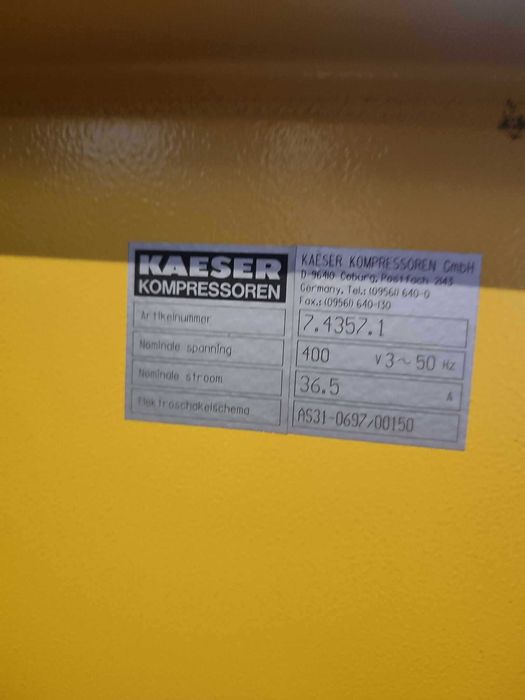 KAESER
KOMPRESSOREN
KAESER KOMPRESSOREN GmbH
D-96410 Coburg, Postfach 2143
Germany, Tel.: (09561) 640-0
Fax.: (09561) 640-130
Artikelnummer 7.4357.1
Nominale spanning 400 V 3~ 50 Hz
Nominale stroom 36.5 A
Elektroschakelschema AS31-0697/00150